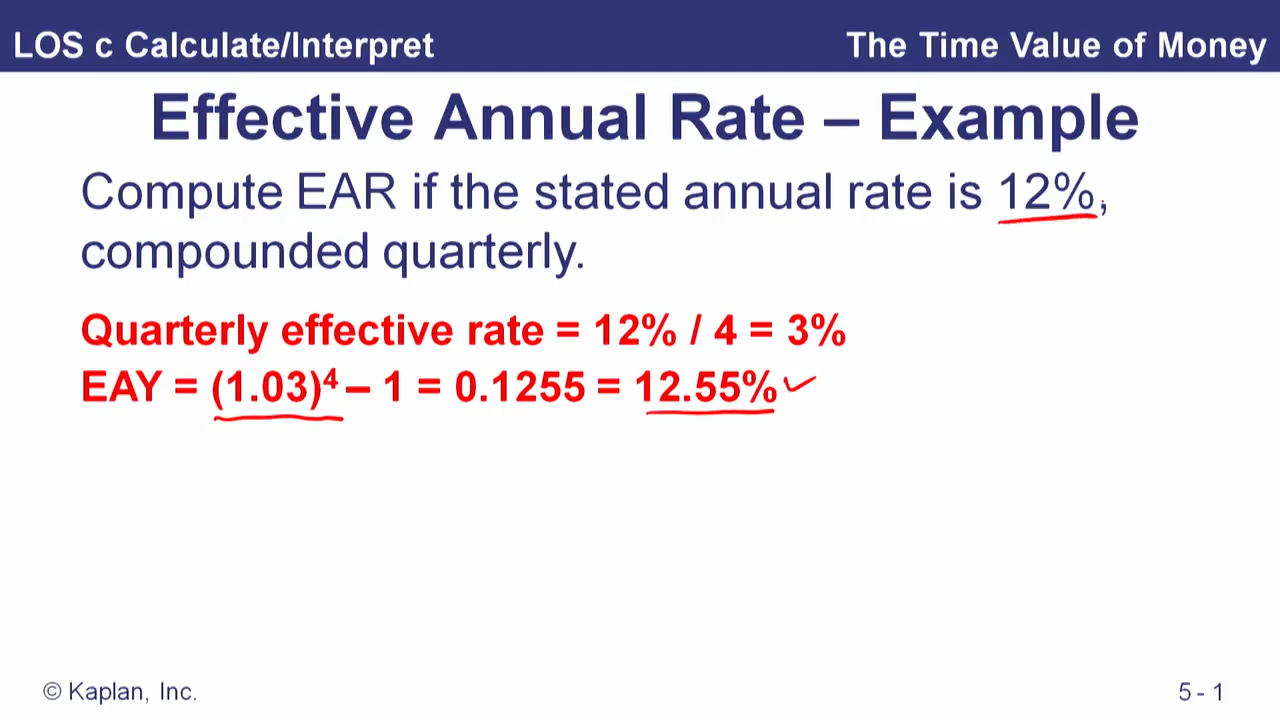 LOS c Calculate/Interpret The Time Value of Money
Effective Annual Rate – Example
Compute EAR if the stated annual rate is 12%,
compounded quarterly.
Quarterly effective rate = 12% / 4 = 3%
EAY = (1.03)⁴ – 1 = 0.1255 = 12.55%
© Kaplan, Inc. 5 - 1